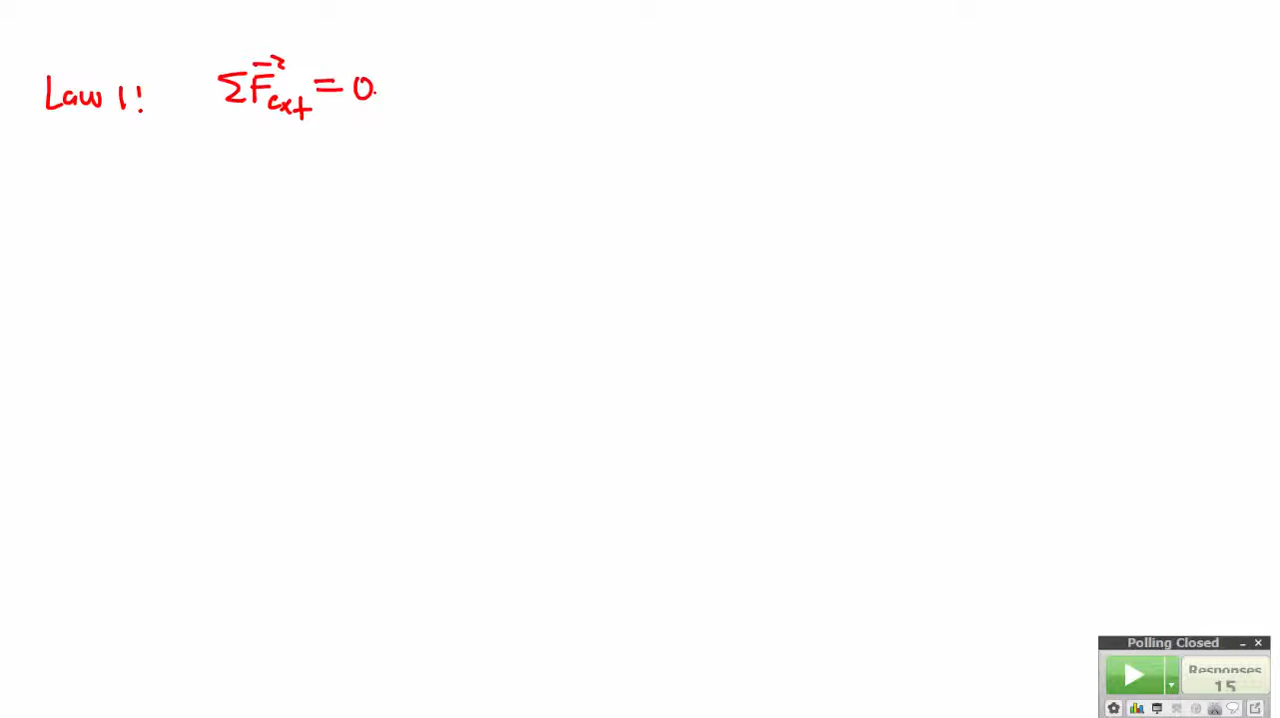 Law 1: ΣF⃗ext = 0.
Polling Closed
Responses
15